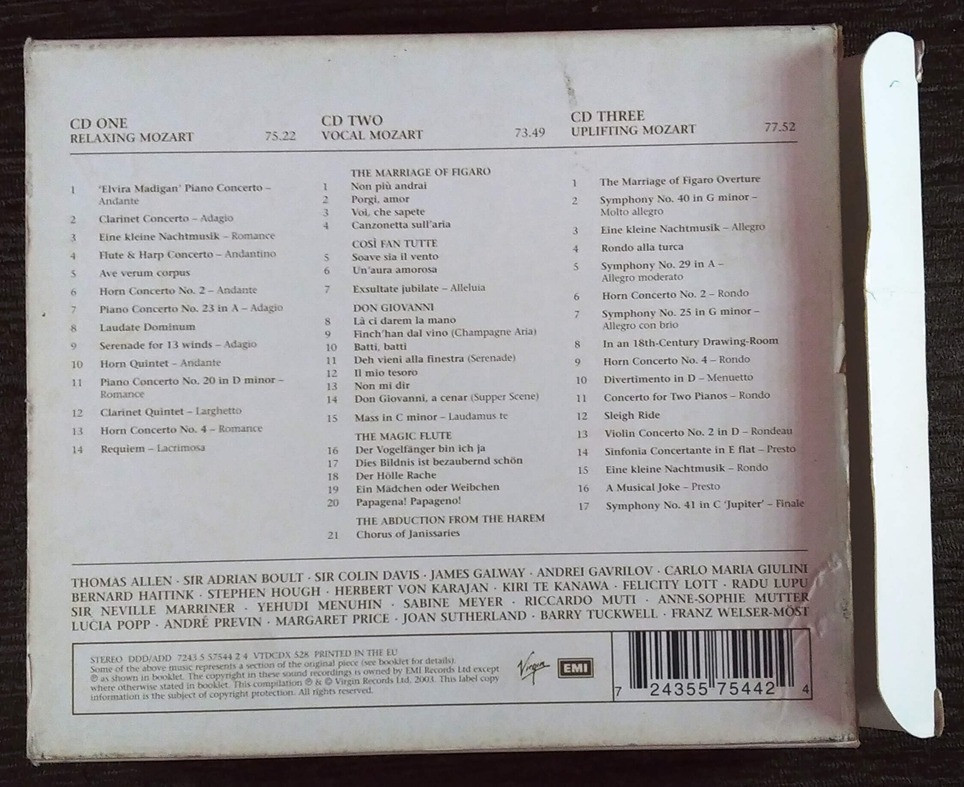 CD ONE
RELAXING MOZART 75.22
1 'Elvira Madigan' Piano Concerto –
Andante
2 Clarinet Concerto – Adagio
3 Eine kleine Nachtmusik – Romance
4 Flute & Harp Concerto – Andantino
5 Ave verum corpus
6 Horn Concerto No. 2 – Andante
7 Piano Concerto No. 23 in A – Adagio
8 Laudate Dominum
9 Serenade for 13 winds – Adagio
10 Horn Quintet – Andante
11 Piano Concerto No. 20 in D minor –
Romance
12 Clarinet Quintet – Larghetto
13 Horn Concerto No. 4 – Romance
14 Requiem – Lacrimosa
CD TWO
VOCAL MOZART 73.49
THE MARRIAGE OF FIGARO
1 Non più andrai
2 Porgi, amor
3 Voi, che sapete
4 Canzonetta sull'aria
COSÌ FAN TUTTE
5 Soave sia il vento
6 Un'aura amorosa
7 Exsultate jubilate – Alleluia
DON GIOVANNI
8 Là ci darem la mano
9 Finch'han dal vino (Champagne Aria)
10 Batti, batti
11 Deh vieni alla finestra (Serenade)
12 Il mio tesoro
13 Non mi dir
14 Don Giovanni, a cenar (Supper Scene)
15 Mass in C minor – Laudamus te
THE MAGIC FLUTE
16 Der Vogelfänger bin ich ja
17 Dies Bildnis ist bezaubernd schön
18 Der Hölle Rache
19 Ein Mädchen oder Weibchen
20 Papagena! Papageno!
THE ABDUCTION FROM THE HAREM
21 Chorus of Janissaries
CD THREE
UPLIFTING MOZART 77.52
1 The Marriage of Figaro Overture
2 Symphony No. 40 in G minor –
Molto allegro
3 Eine kleine Nachtmusik – Allegro
4 Rondo alla turca
5 Symphony No. 29 in A –
Allegro moderato
6 Horn Concerto No. 2 – Rondo
7 Symphony No. 25 in G minor –
Allegro con brio
8 In an 18th-Century Drawing-Room
9 Horn Concerto No. 4 – Rondo
10 Divertimento in D – Menuetto
11 Concerto for Two Pianos – Rondo
12 Sleigh Ride
13 Violin Concerto No. 2 in D – Rondeau
14 Sinfonia Concertante in E flat – Presto
15 Eine kleine Nachtmusik – Rondo
16 A Musical Joke – Presto
17 Symphony No. 41 in C 'Jupiter' – Finale
THOMAS ALLEN · SIR ADRIAN BOULT · SIR COLIN DAVIS · JAMES GALWAY · ANDREI GAVRILOV · CARLO MARIA GIULINI
BERNARD HAITINK · STEPHEN HOUGH · HERBERT VON KARAJAN · KIRI TE KANAWA · FELICITY LOTT · RADU LUPU
SIR NEVILLE MARRINER · YEHUDI MENUHIN · SABINE MEYER · RICCARDO MUTI · ANNE-SOPHIE MUTTER
LUCIA POPP · ANDRÉ PREVIN · MARGARET PRICE · JOAN SUTHERLAND · BARRY TUCKWELL · FRANZ WELSER-MÖST
STEREO DDD/ADD 7243 5 57544 2 4 VTDCDX 528 PRINTED IN THE EU
Some of the above music represents a section of the original piece (see booklet for details).
℗ as shown in booklet. The copyright in these sound recordings is owned by EMI Records Ltd except
where otherwise stated in booklet. This compilation ℗ & © Virgin Records Ltd, 2003. This label copy
information is the subject of copyright protection. All rights reserved.
Virgin
EMI
7 24355 75442 4